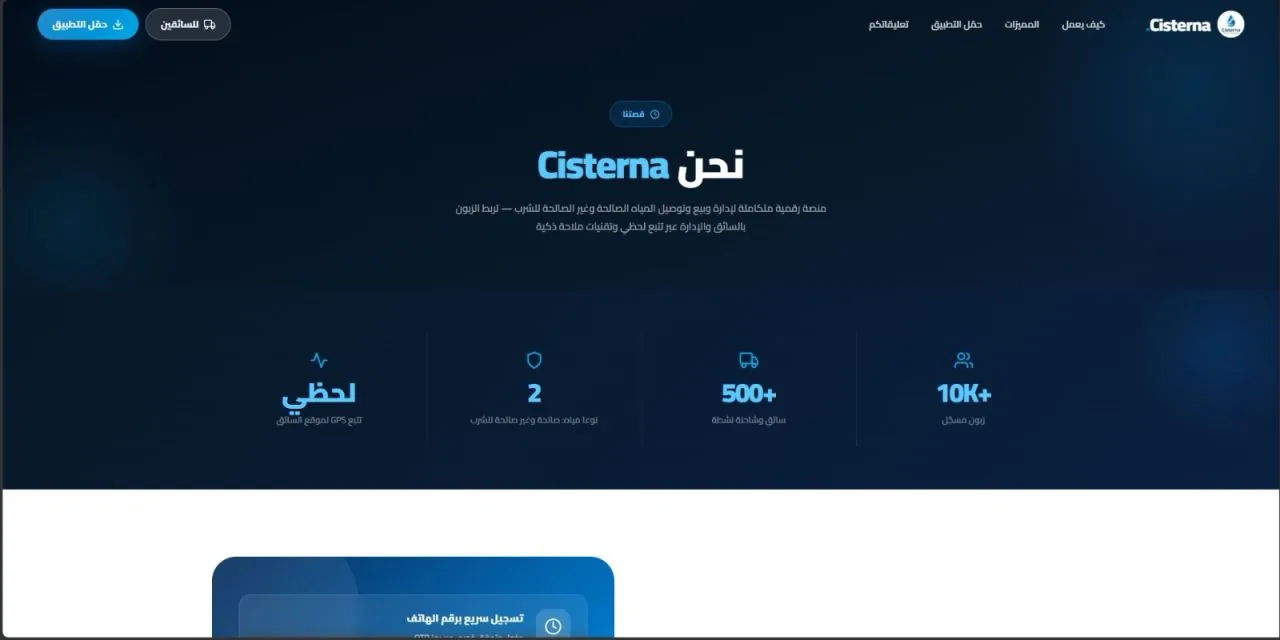 Cisterna
كيف يعمل
المميزات
حمّل التطبيق
تعليقاتكم
للسائقين
حمّل التطبيق
قصتنا
نحن Cisterna
منصة رقمية متكاملة لإدارة وبيع وتوصيل المياه الصالحة وغير الصالحة للشرب — تربط الزبون
بالسائق والإدارة عبر تتبع لحظي وتقنيات ملاحة ذكية
10K+
زبون مسجّل
500+
سائق وشاحنة نشطة
2
نوعا مياه: صالحة وغير صالحة للشرب
لحظي
تتبع GPS لموقع السائق
تسجيل سريع برقم الهاتف